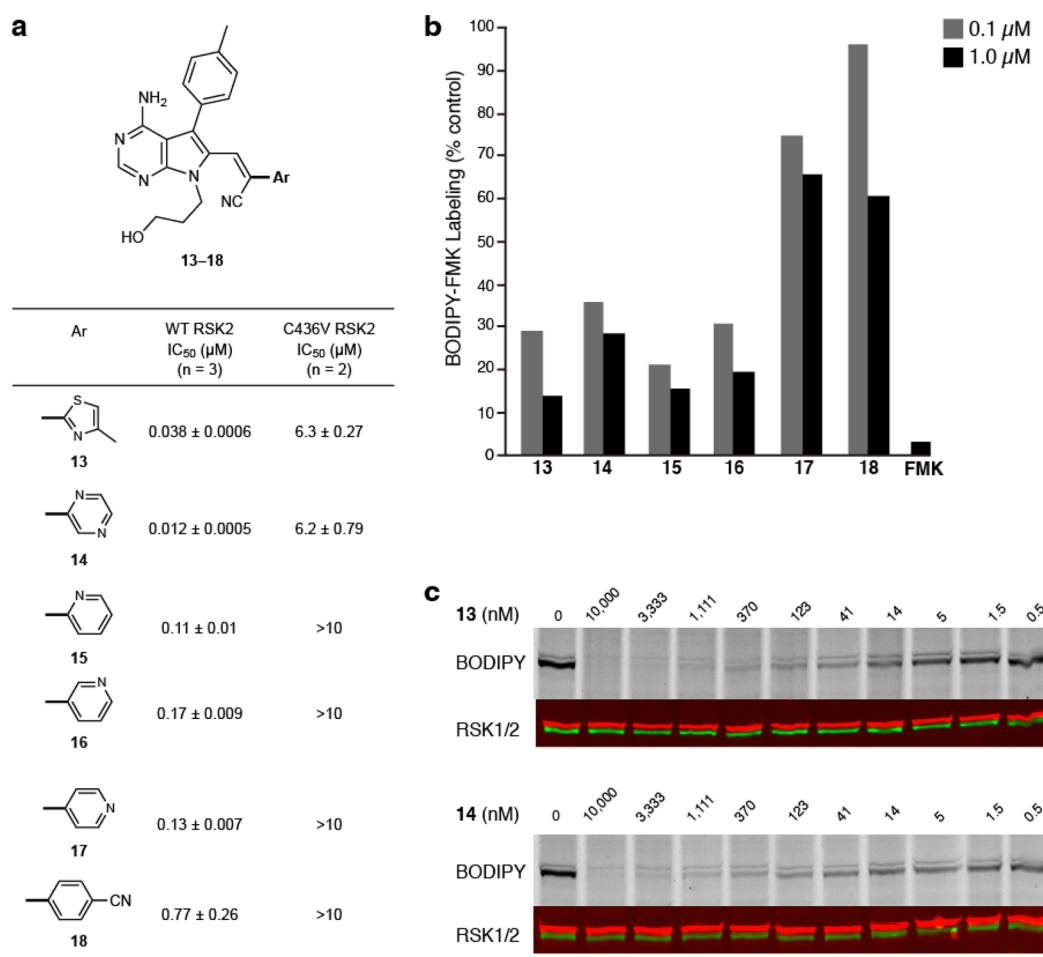 a
NH₂
N
N
N
NC
Ar
HO
13–18
Ar
WT RSK2
IC₅₀ (µM)
(n = 3)
C436V RSK2
IC₅₀ (µM)
(n = 2)
S
N
13
0.038 ± 0.0006
6.3 ± 0.27
N
N
14
0.012 ± 0.0005
6.2 ± 0.79
N
15
0.11 ± 0.01
>10
N
16
0.17 ± 0.009
>10
N
17
0.13 ± 0.007
>10
CN
18
0.77 ± 0.26
>10
b
BODIPY-FMK Labeling (% control)
100
90
80
70
60
50
40
30
20
10
0
13 14 15 16 17 18 FMK
0.1 µM
1.0 µM
c
13 (nM) 0 10,000 3,333 1,111 370 123 41 14 5 1.5 0.5
BODIPY
RSK1/2
14 (nM) 0 10,000 3,333 1,111 370 123 41 14 5 1.5 0.5
BODIPY
RSK1/2